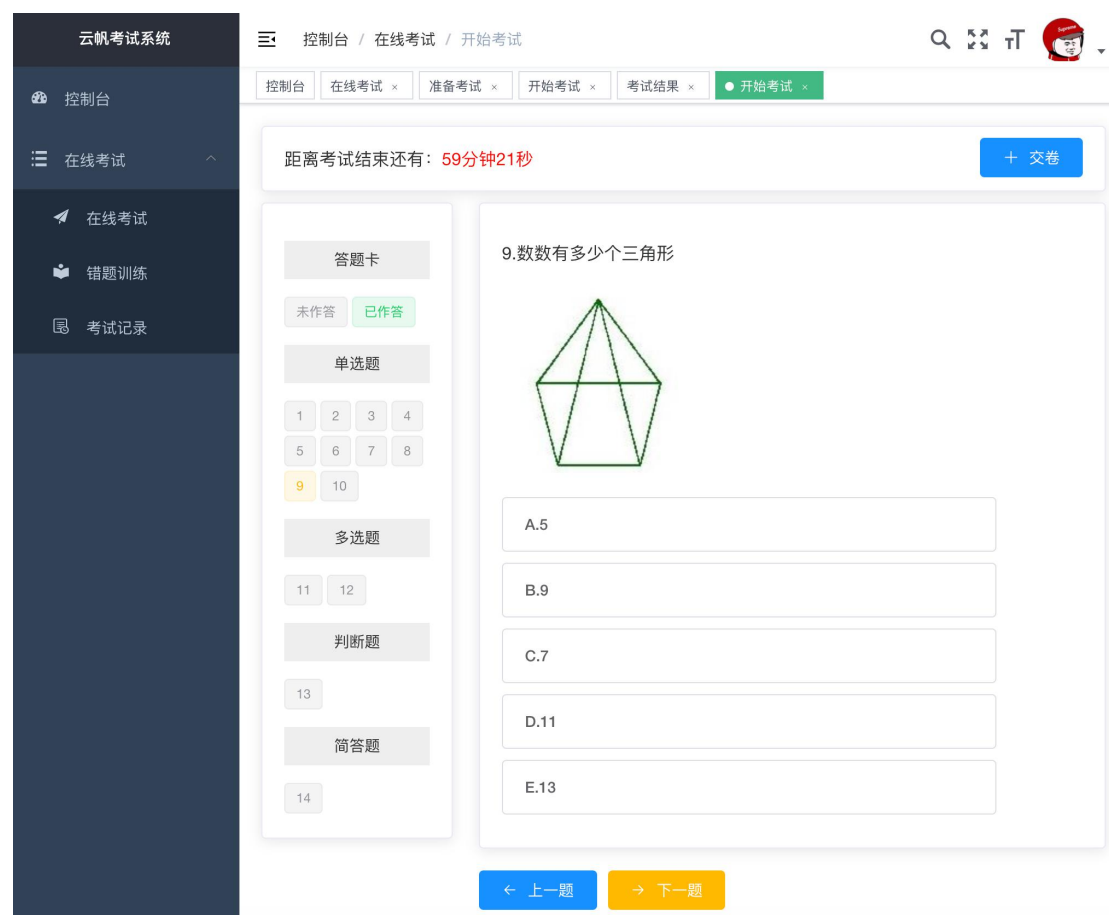 云帆考试系统
控制台 / 在线考试 / 开始考试
控制台
在线考试 ×
准备考试 ×
开始考试 ×
考试结果 ×
开始考试 ×
控制台
在线考试
在线考试
错题训练
考试记录
距离考试结束还有：59分钟21秒
交卷
答题卡
未作答 已作答
单选题
1 2 3 4
5 6 7 8
9 10
多选题
11 12
判断题
13
简答题
14
9.数数有多少个三角形
A.5
B.9
C.7
D.11
E.13
← 上一题
→ 下一题